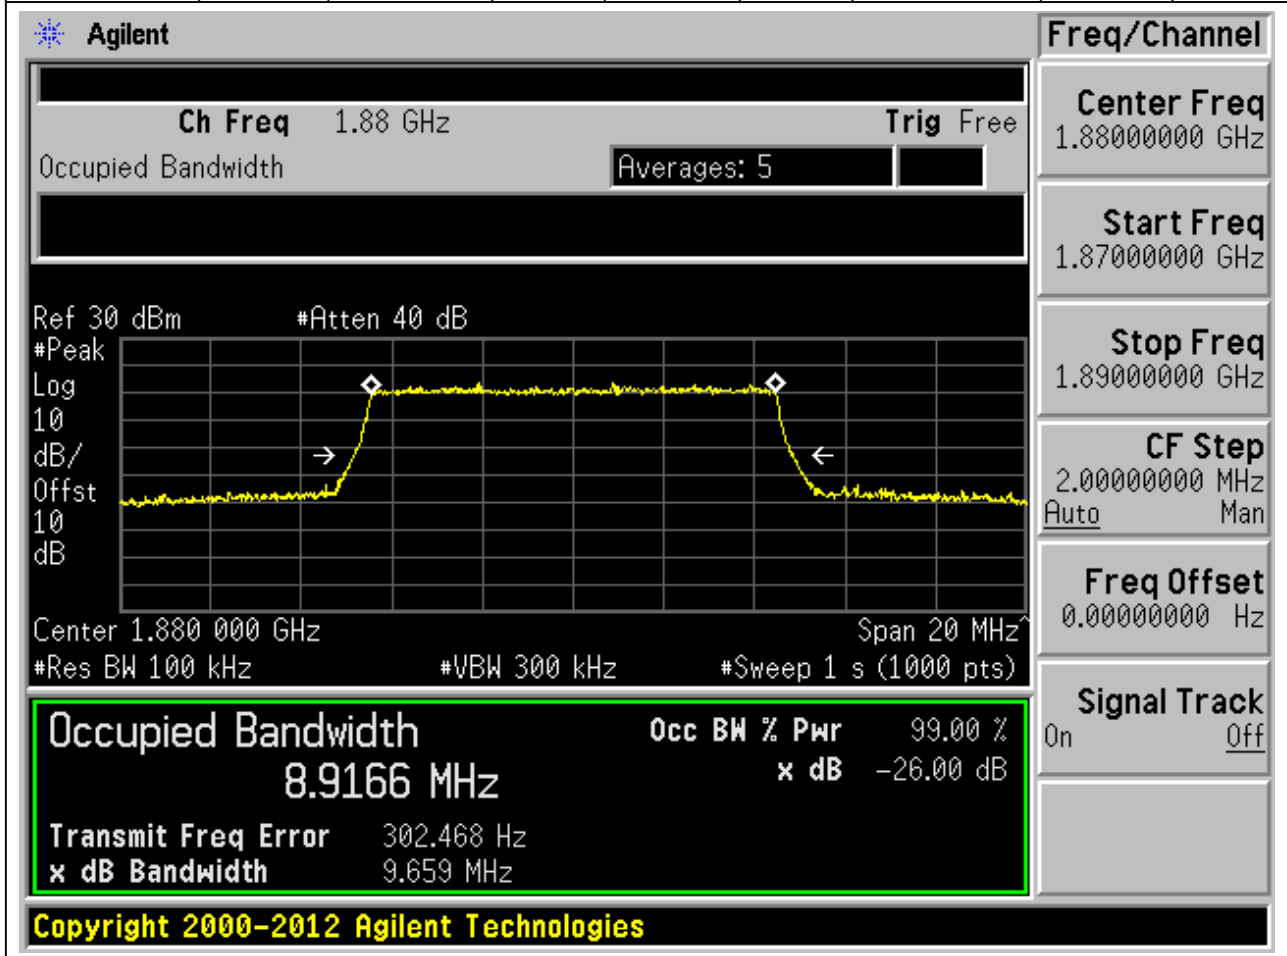 Agilent
Freq/Channel
Ch Freq 1.88 GHz Trig Free
Occupied Bandwidth Averages: 5
Center Freq
1.88000000 GHz
Start Freq
1.87000000 GHz
Stop Freq
1.89000000 GHz
CF Step
2.00000000 MHz
Auto Man
Freq Offset
0.00000000 Hz
Signal Track
On Off
Ref 30 dBm #Atten 40 dB
#Peak
Log
10
dB/
Offst
10
dB
Center 1.880 000 GHz Span 20 MHz^
#Res BW 100 kHz #VBW 300 kHz #Sweep 1 s (1000 pts)
Occupied Bandwidth Occ BW % Pwr 99.00 %
8.9166 MHz x dB -26.00 dB
Transmit Freq Error 302.468 Hz
x dB Bandwidth 9.659 MHz
Copyright 2000-2012 Agilent Technologies